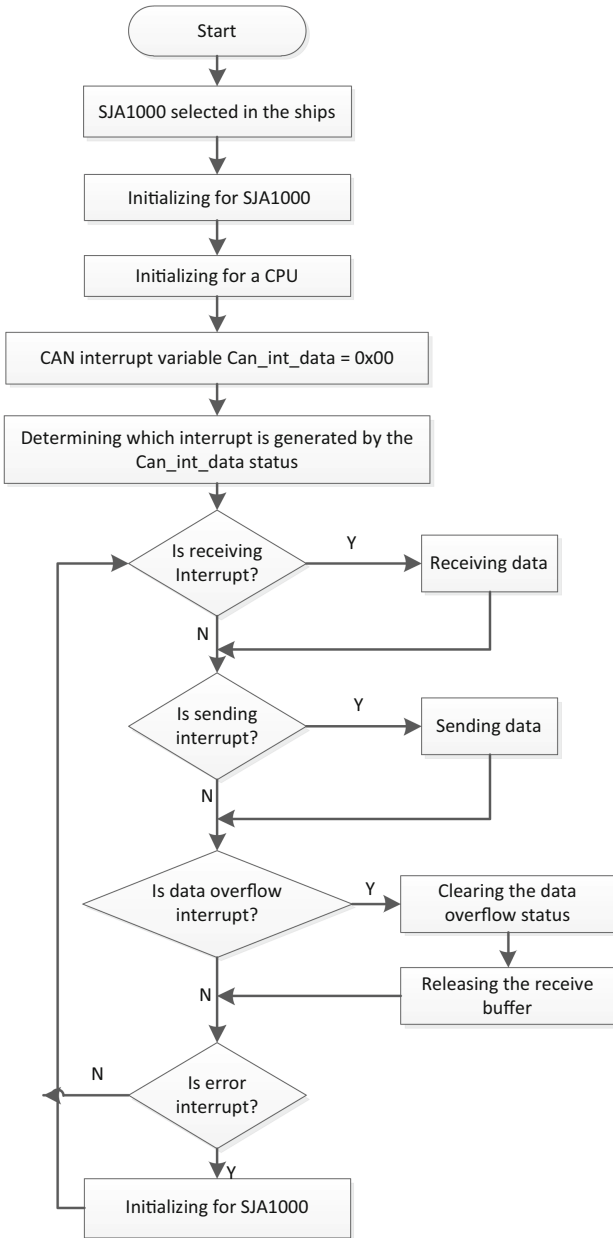 Start
SJA1000 selected in the ships
Initializing for SJA1000
Initializing for a CPU
CAN interrupt variable Can_int_data = 0x00
Determining which interrupt is generated by the
Can_int_data status
Is receiving
Interrupt?
Y
Receiving data
N
Is sending
interrupt?
Y
Sending data
N
Is data overflow
interrupt?
Y
Clearing the data
overflow status
N
Releasing the receive
buffer
N
Is error
interrupt?
Y
Initializing for SJA1000